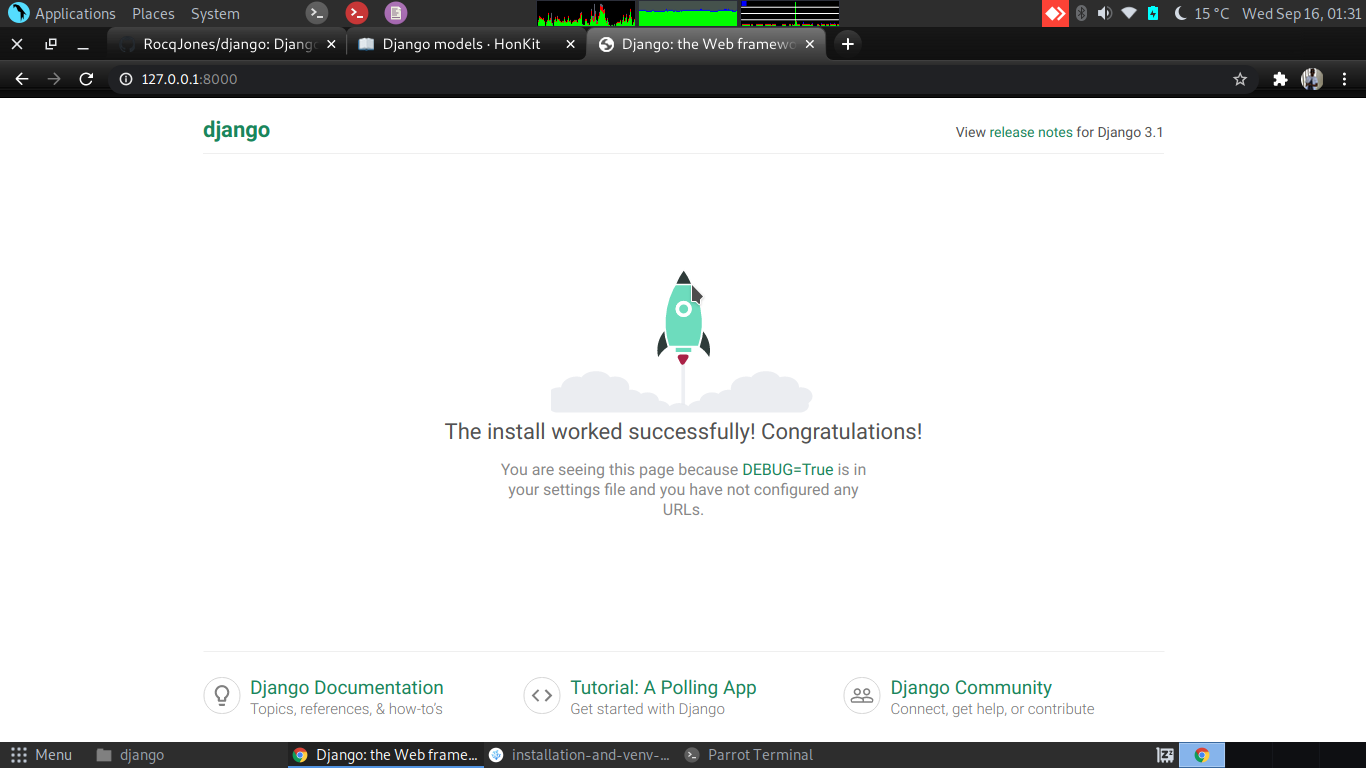 Applications Places System
15 °C Wed Sep 16, 01:31
RocqJones/django: Djang
Django models · HonKit
Django: the Web framewo
127.0.0.1:8000
django
View release notes for Django 3.1
The install worked successfully! Congratulations!
You are seeing this page because DEBUG=True is in
your settings file and you have not configured any
URLs.
Django Documentation
Topics, references, & how-to's
Tutorial: A Polling App
Get started with Django
Django Community
Connect, get help, or contribute
Menu
django
Django: the Web frame...
installation-and-venv-...
Parrot Terminal